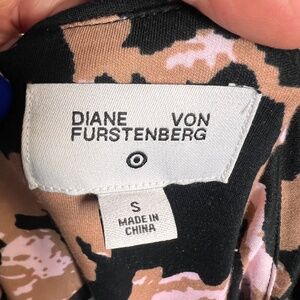 DIANE VON
FURSTENBERG
S
MADE IN
CHINA